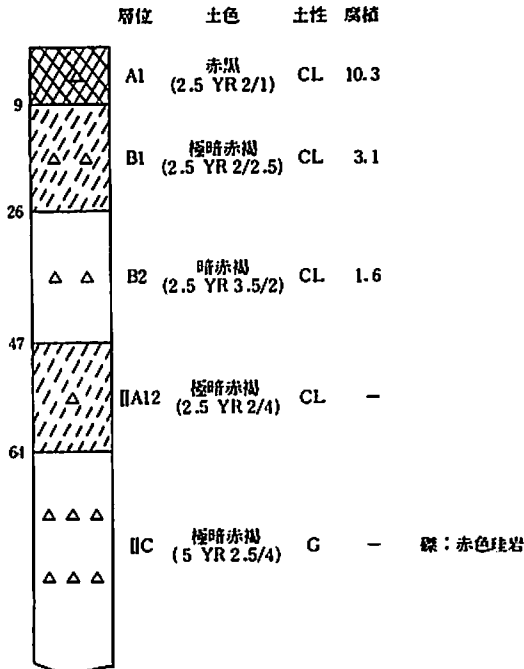 層位 土色 土性 腐植
A1 赤黒 (2.5 YR 2/1) CL 10.3
9
B1 極暗赤褐 (2.5 YR 2/2.5) CL 3.1
26
B2 暗赤褐 (2.5 YR 3.5/2) CL 1.6
47
ⅡA12 極暗赤褐 (2.5 YR 2/4) CL −
64
ⅡC 極暗赤褐 (5 YR 2.5/4) G − 礫：赤色珪岩